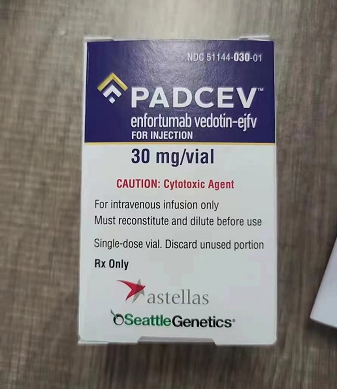 NDC 51144-030-01
PADCEV™
enfortumab vedotin-ejfv
FOR INJECTION
30 mg/vial
CAUTION: Cytotoxic Agent
For intravenous infusion only
Must reconstitute and dilute before use
Single-dose vial. Discard unused portion
Rx Only
astellas
SeattleGenetics®